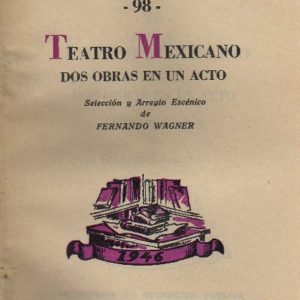 - 98 -
TEATRO MEXICANO
DOS OBRAS EN UN ACTO
Selección y Arreglo Escénico
de
FERNANDO WAGNER
1946